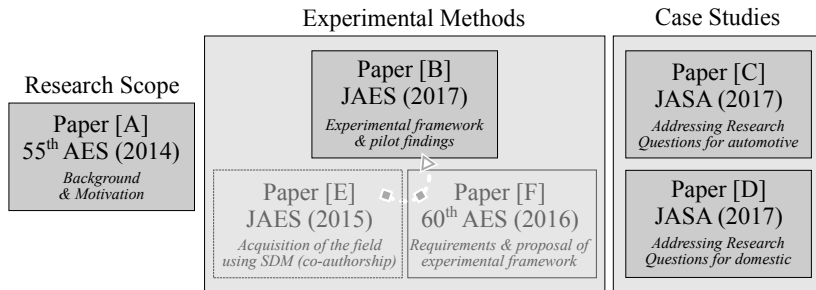 Experimental Methods
Case Studies
Research Scope
Paper [A]
55th AES (2014)
Background
& Motivation
Paper [B]
JAES (2017)
Experimental framework
& pilot findings
Paper [E]
JAES (2015)
Acquisition of the field
using SDM (co-authorship)
Paper [F]
60th AES (2016)
Requirements & proposal of
experimental framework
Paper [C]
JASA (2017)
Addressing Research
Questions for automotive
Paper [D]
JASA (2017)
Addressing Research
Questions for domestic